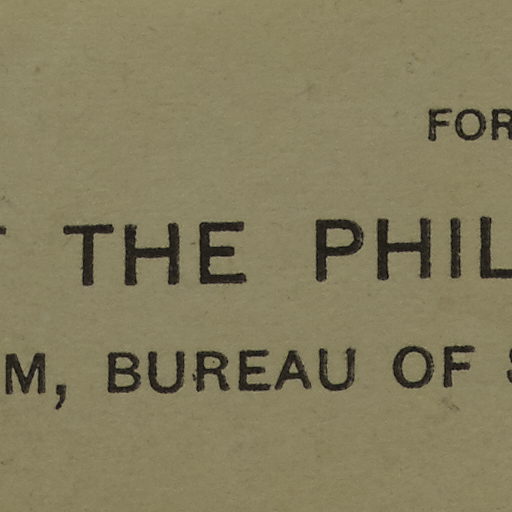 FOR
THE PHIL
M, BUREAU OF